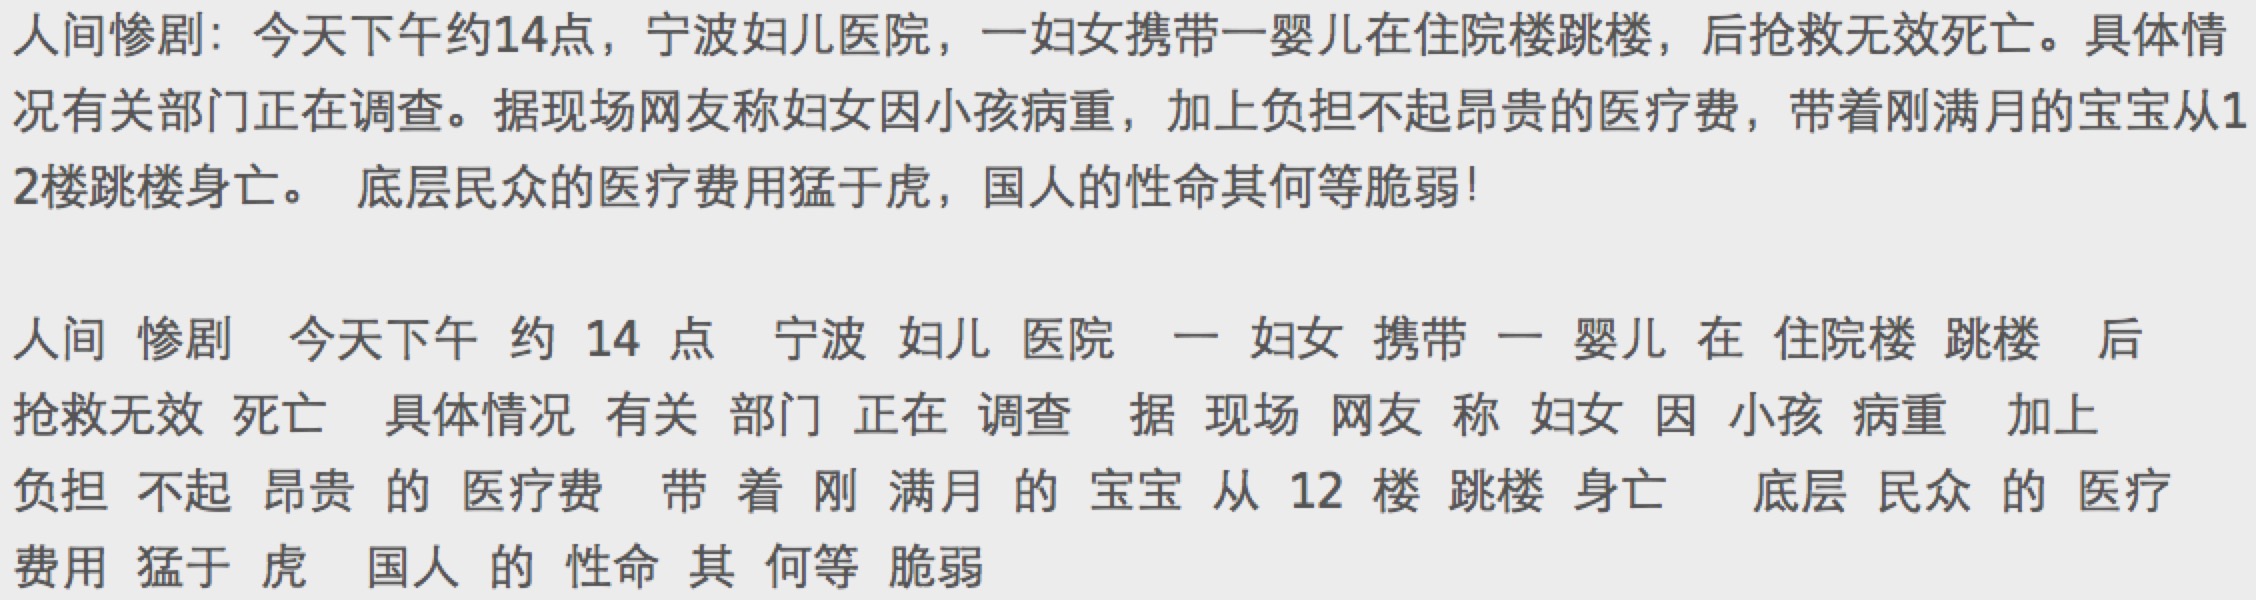 人间惨剧：今天下午约14点，宁波妇儿医院，一妇女携带一婴儿在住院楼跳楼，后抢救无效死亡。具体情
况有关部门正在调查。据现场网友称妇女因小孩病重，加上负担不起昂贵的医疗费，带着刚满月的宝宝从1
2楼跳楼身亡。 底层民众的医疗费用猛于虎，国人的性命其何等脆弱！
人间 惨剧  今天下午 约 14 点  宁波 妇儿 医院  一 妇女 携带 一 婴儿 在 住院楼 跳楼  后
抢救无效 死亡  具体情况 有关 部门 正在 调查  据 现场 网友 称 妇女 因 小孩 病重  加上
负担 不起 昂贵 的 医疗费  带 着 刚 满月 的 宝宝 从 12 楼 跳楼 身亡   底层 民众 的 医疗
费用 猛于 虎  国人 的 性命 其 何等 脆弱